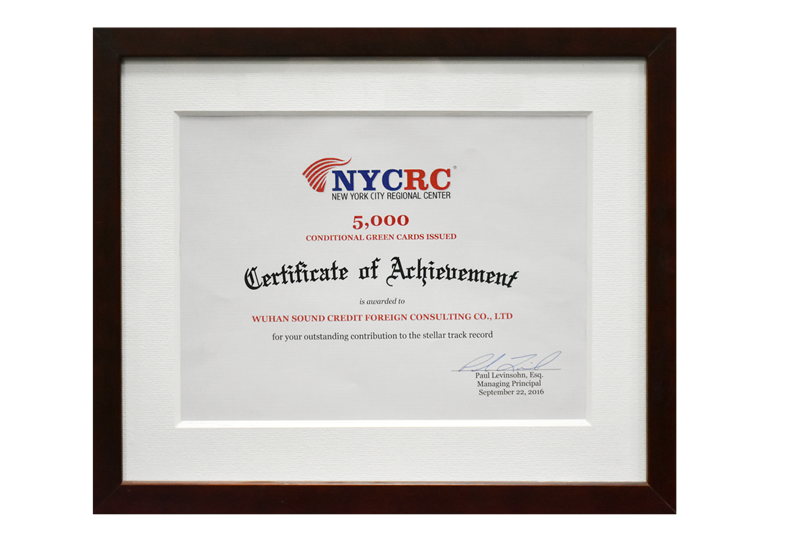 NYCRC®
NEW YORK CITY REGIONAL CENTER
5,000
CONDITIONAL GREEN CARDS ISSUED
Certificate of Achievement
is awarded to
WUHAN SOUND CREDIT FOREIGN CONSULTING CO., LTD
for your outstanding contribution to the stellar track record
Paul Levinsohn, Esq.
Managing Principal
September 22, 2016